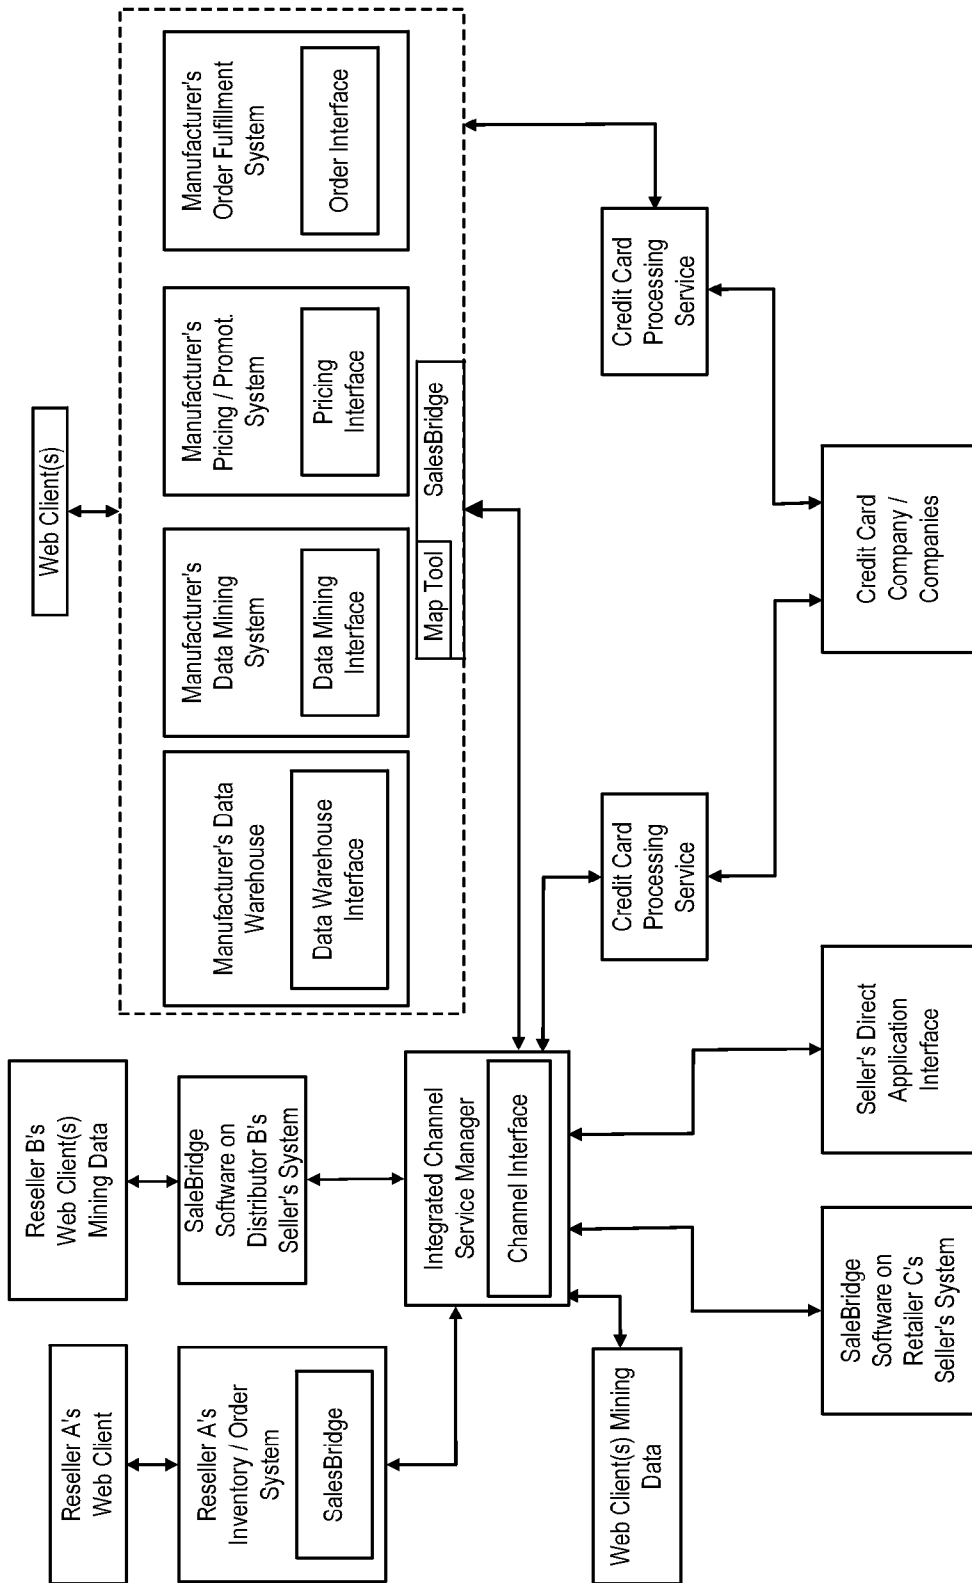 Reseller A's
Web Client
Reseller B's
Web Client(s)
Mining Data
Web Client(s)
Reseller A's
Inventory / Order
System
SalesBridge
SaleBridge
Software on
Distributor B's
Seller's System
Manufacturer's Data
Warehouse
Data Warehouse
Interface
Manufacturer's
Data Mining
System
Data Mining
Interface
Manufacturer's
Pricing / Promot.
System
Pricing
Interface
Manufacturer's
Order Fulfillment
System
Order Interface
Map Tool
SalesBridge
Integrated Channel
Service Manager
Channel Interface
Web Client(s) Mining
Data
Credit Card
Processing
Service
Credit Card
Processing
Service
SaleBridge
Software on
Retailer C's
Seller's System
Seller's Direct
Application
Interface
Credit Card
Company /
Companies